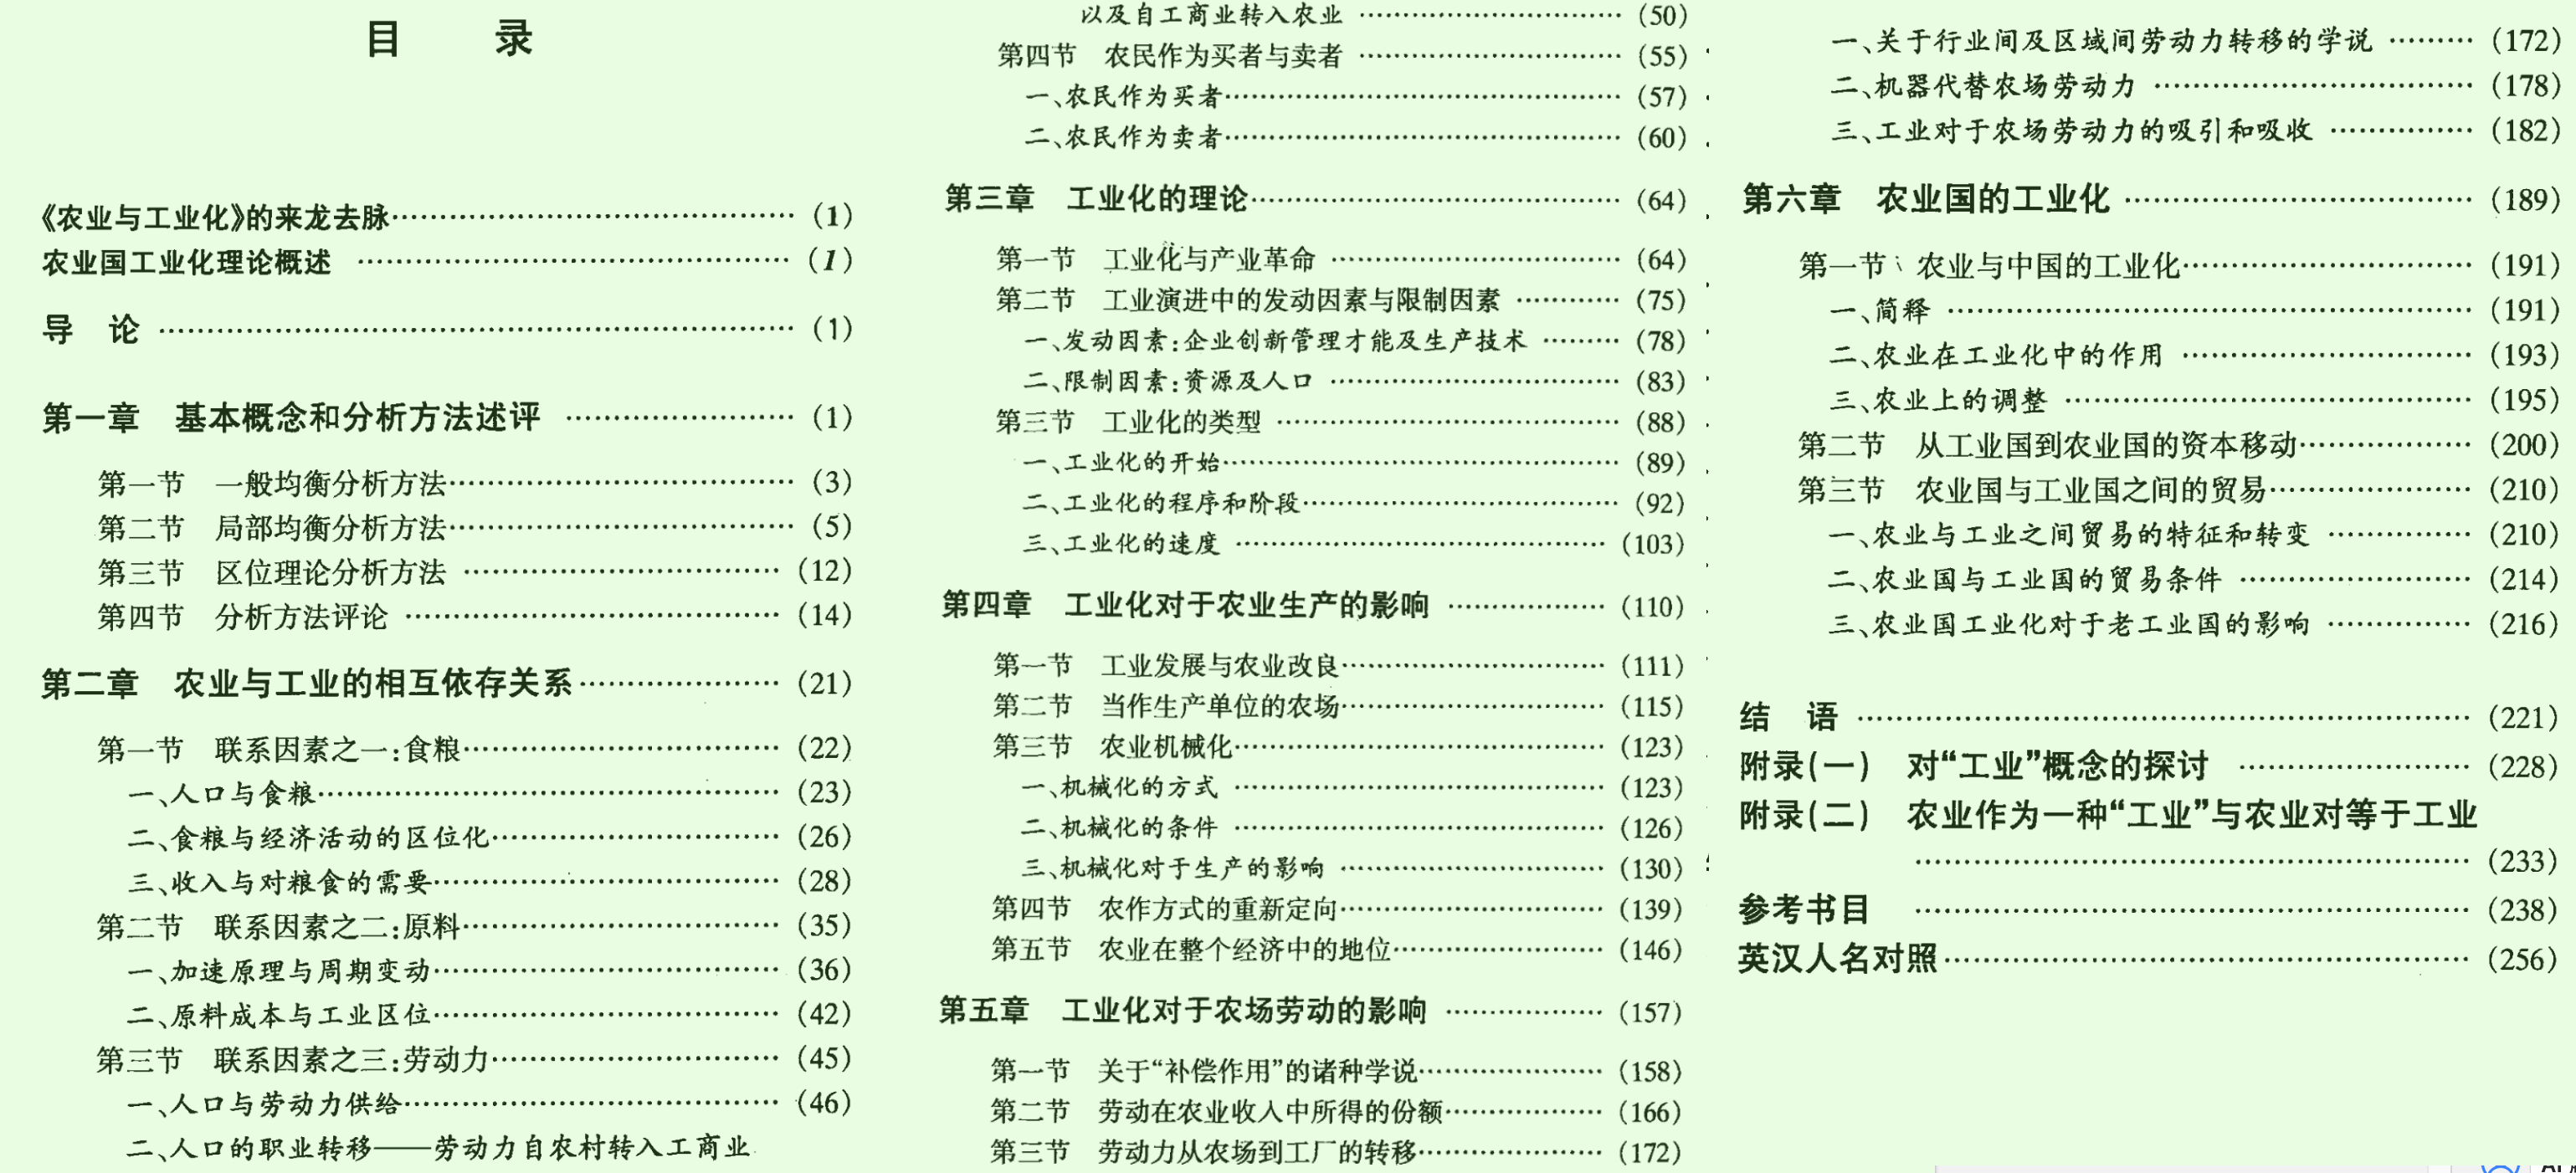 目 录
《农业与工业化》的来龙去脉……………………………………(1)
农业国工业化理论概述 ………………………………………(1)
导 论 ……………………………………………………………(1)
第一章 基本概念和分析方法述评 ……………………(1)
第一节 一般均衡分析方法………………………………(3)
第二节 局部均衡分析方法………………………………(5)
第三节 区位理论分析方法 ……………………………(12)
第四节 分析方法评论 …………………………………(14)
第二章 农业与工业的相互依存关系…………………(21)
第一节 联系因素之一:食粮……………………………(22)
一、人口与食粮…………………………………………(23)
二、食粮与经济活动的区位化…………………………(26)
三、收入与对粮食的需要………………………………(28)
第二节 联系因素之二:原料……………………………(35)
一、加速原理与周期变动………………………………(36)
二、原料成本与工业区位………………………………(42)
第三节 联系因素之三:劳动力…………………………(45)
一、人口与劳动力供给…………………………………(46)
二、人口的职业转移——劳动力自农村转入工商业
以及自工商业转入农业 …………………………(50)
第四节 农民作为买者与卖者 …………………………(55)
一、农民作为买者………………………………………(57)
二、农民作为卖者………………………………………(60)
第三章 工业化的理论……………………………………(64)
第一节 工业化与产业革命 ……………………………(64)
第二节 工业演进中的发动因素与限制因素 …………(75)
一、发动因素:企业创新管理才能及生产技术 ………(78)
二、限制因素:资源及人口 ……………………………(83)
第三节 工业化的类型 …………………………………(88)
一、工业化的开始………………………………………(89)
二、工业化的程序和阶段………………………………(92)
三、工业化的速度 ……………………………………(103)
第四章 工业化对于农业生产的影响 ………………(110)
第一节 工业发展与农业改良…………………………(111)
第二节 当作生产单位的农场…………………………(115)
第三节 农业机械化……………………………………(123)
一、机械化的方式 ……………………………………(123)
二、机械化的条件 ……………………………………(126)
三、机械化对于生产的影响 …………………………(130)
第四节 农作方式的重新定向…………………………(139)
第五节 农业在整个经济中的地位……………………(146)
第五章 工业化对于农场劳动的影响 ………………(157)
第一节 关于“补偿作用”的诸种学说…………………(158)
第二节 劳动在农业收入中所得的份额………………(166)
第三节 劳动力从农场到工厂的转移…………………(172)
一、关于行业间及区域间劳动力转移的学说 ………(172)
二、机器代替农场劳动力 ……………………………(178)
三、工业对于农场劳动力的吸引和吸收 ……………(182)
第六章 农业国的工业化 ………………………………(189)
第一节 农业与中国的工业化…………………………(191)
一、简释 ………………………………………………(191)
二、农业在工业化中的作用 …………………………(193)
三、农业上的调整 ……………………………………(195)
第二节 从工业国到农业国的资本移动………………(200)
第三节 农业国与工业国之间的贸易…………………(210)
一、农业与工业之间贸易的特征和转变 ……………(210)
二、农业国与工业国的贸易条件 ……………………(214)
三、农业国工业化对于老工业国的影响 ……………(216)
结 语 ……………………………………………………(221)
附录(一) 对“工业”概念的探讨 ……………………(228)
附录(二) 农业作为一种“工业”与农业对等于工业
……………………………………………………(233)
参考书目 …………………………………………………(238)
英汉人名对照………………………………………………(256)